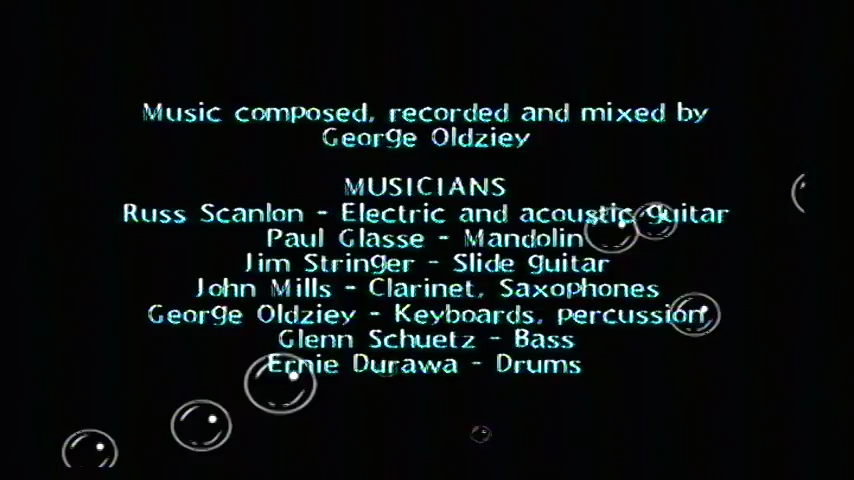 Music composed, recorded and mixed by
George Oldziey
MUSICIANS
Russ Scanlon - Electric and acoustic guitar
Paul Glasse - Mandolin
Jim Stringer - Slide guitar
John Mills - Clarinet, Saxophones
George Oldziey - Keyboards, percussion
Glenn Schuetz - Bass
Ernie Durawa - Drums